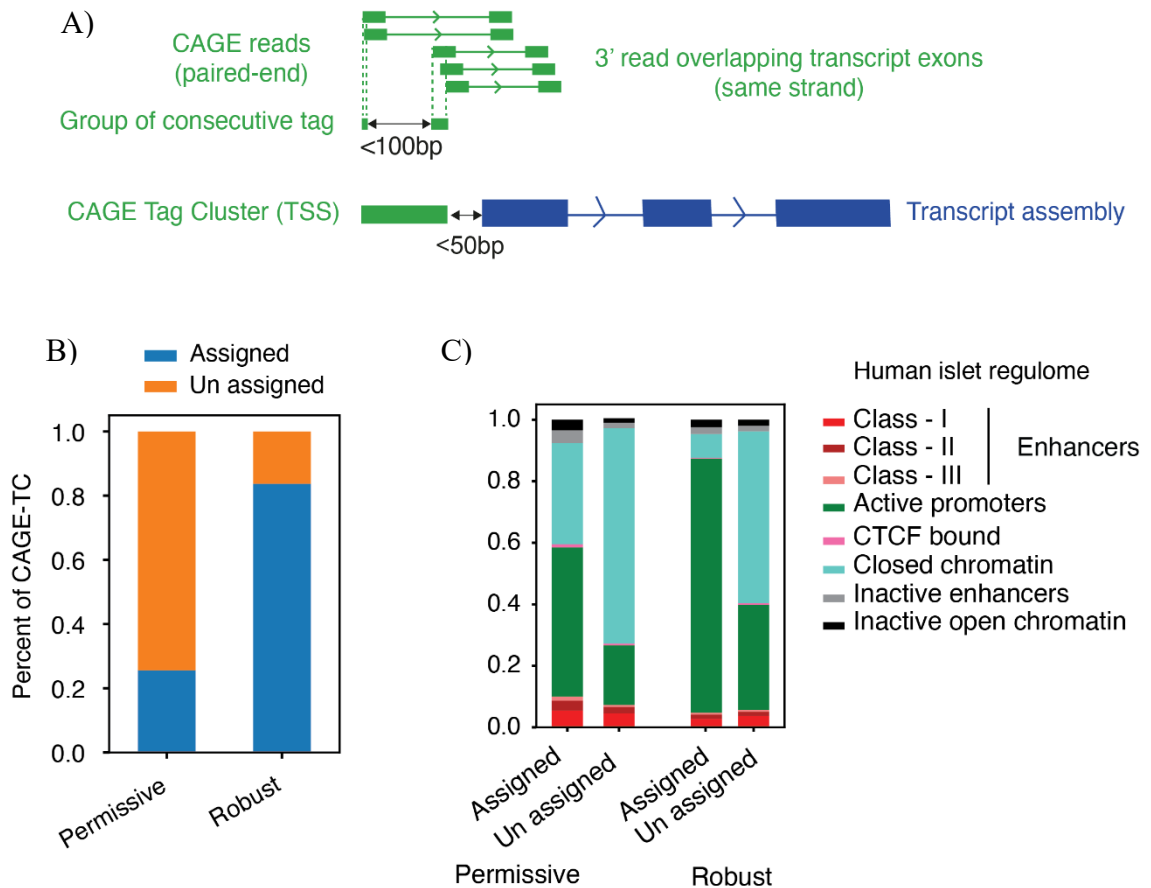 A)
CAGE reads
(paired-end)
3' read overlapping transcript exons
(same strand)
Group of consecutive tag
<100bp
CAGE Tag Cluster (TSS)
Transcript assembly
<50bp
B)
Assigned
Un assigned
Percent of CAGE-TC
1.0
0.8
0.6
0.4
0.2
0.0
Permissive
Robust
C)
1.0
0.8
0.6
0.4
0.2
0.0
Assigned
Un assigned
Assigned
Un assigned
Permissive
Robust
Human islet regulome
Class - I
Class - II
Class - III
Enhancers
Active promoters
CTCF bound
Closed chromatin
Inactive enhancers
Inactive open chromatin